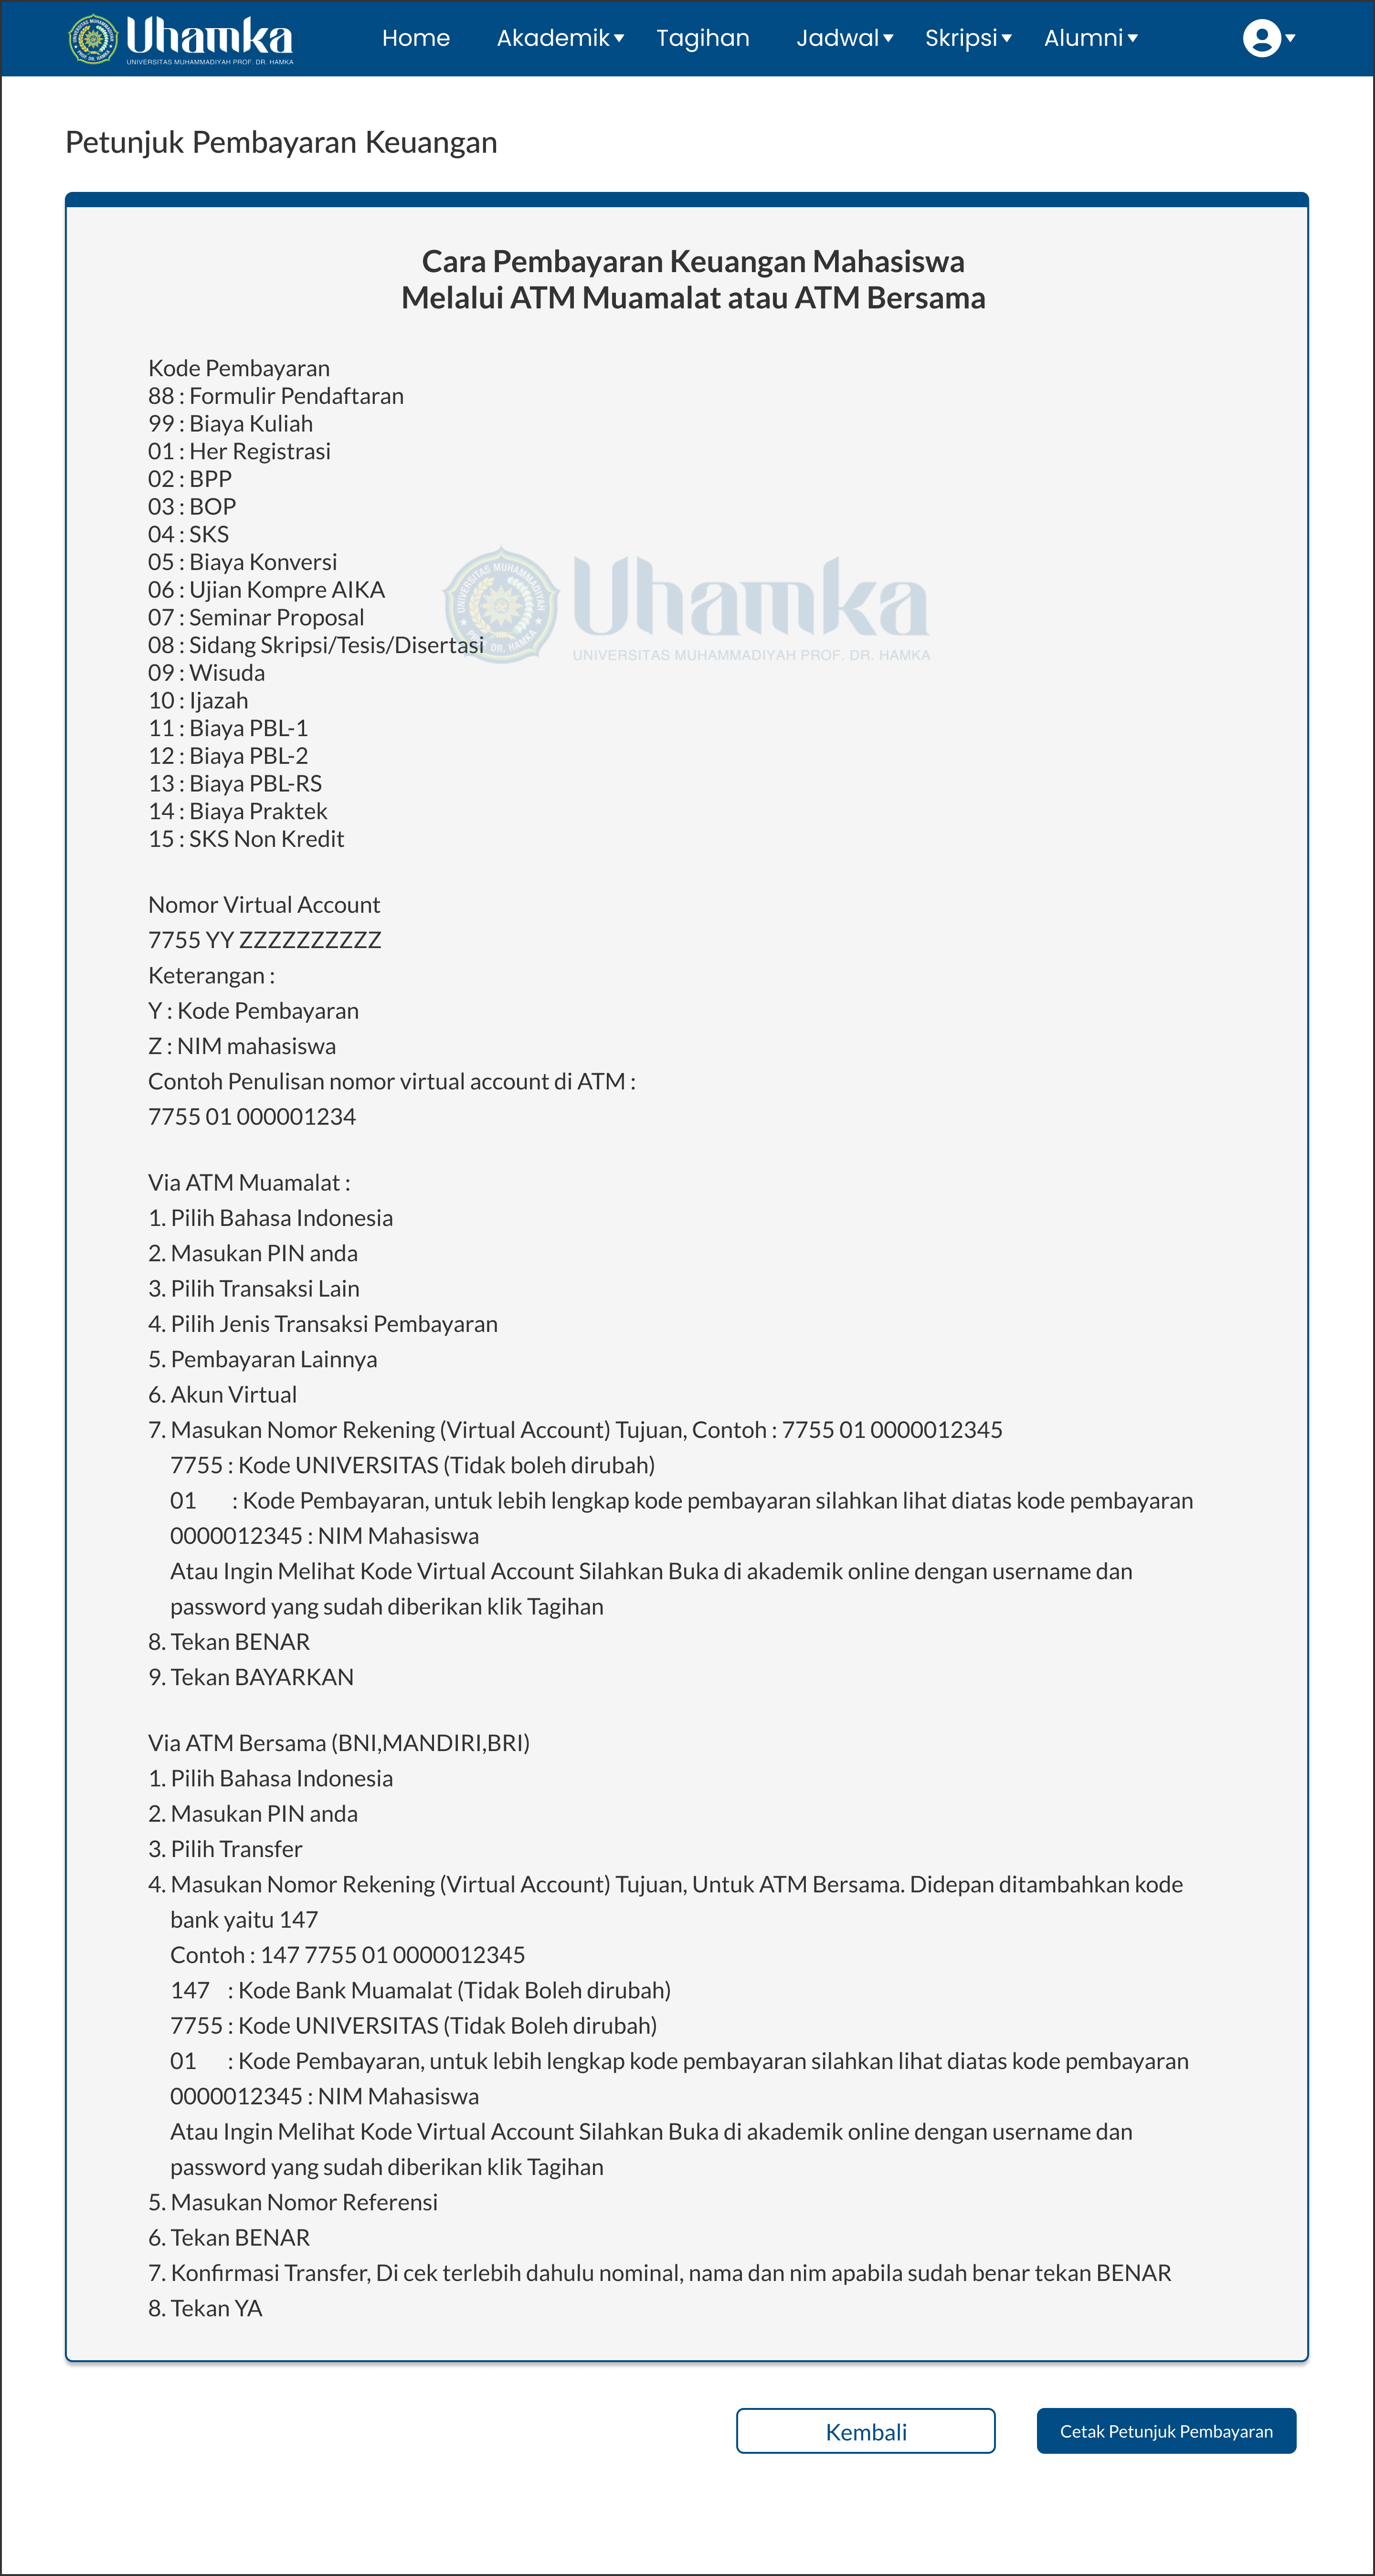 Uhamka
UNIVERSITAS MUHAMMADIYAH PROF. DR. HAMKA
Home Akademik Tagihan Jadwal Skripsi Alumni
Petunjuk Pembayaran Keuangan
Cara Pembayaran Keuangan Mahasiswa
Melalui ATM Muamalat atau ATM Bersama
Kode Pembayaran
88 : Formulir Pendaftaran
99 : Biaya Kuliah
01 : Her Registrasi
02 : BPP
03 : BOP
04 : SKS
05 : Biaya Konversi
06 : Ujian Kompre AIKA
07 : Seminar Proposal
08 : Sidang Skripsi/Tesis/Disertasi
09 : Wisuda
10 : Ijazah
11 : Biaya PBL-1
12 : Biaya PBL-2
13 : Biaya PBL-RS
14 : Biaya Praktek
15 : SKS Non Kredit
UNIVERSITAS MUHAMMADIYAH
PROF. DR. HAMKA
Uhamka
UNIVERSITAS MUHAMMADIYAH PROF. DR. HAMKA
Nomor Virtual Account
7755 YY ZZZZZZZZZZ
Keterangan :
Y : Kode Pembayaran
Z : NIM mahasiswa
Contoh Penulisan nomor virtual account di ATM :
7755 01 000001234
Via ATM Muamalat :
1. Pilih Bahasa Indonesia
2. Masukan PIN anda
3. Pilih Transaksi Lain
4. Pilih Jenis Transaksi Pembayaran
5. Pembayaran Lainnya
6. Akun Virtual
7. Masukan Nomor Rekening (Virtual Account) Tujuan, Contoh : 7755 01 0000012345
7755 : Kode UNIVERSITAS (Tidak boleh dirubah)
01 : Kode Pembayaran, untuk lebih lengkap kode pembayaran silahkan lihat diatas kode pembayaran
0000012345 : NIM Mahasiswa
Atau Ingin Melihat Kode Virtual Account Silahkan Buka di akademik online dengan username dan
password yang sudah diberikan klik Tagihan
8. Tekan BENAR
9. Tekan BAYARKAN
Via ATM Bersama (BNI,MANDIRI,BRI)
1. Pilih Bahasa Indonesia
2. Masukan PIN anda
3. Pilih Transfer
4. Masukan Nomor Rekening (Virtual Account) Tujuan, Untuk ATM Bersama. Didepan ditambahkan kode
bank yaitu 147
Contoh : 147 7755 01 0000012345
147 : Kode Bank Muamalat (Tidak Boleh dirubah)
7755 : Kode UNIVERSITAS (Tidak Boleh dirubah)
01 : Kode Pembayaran, untuk lebih lengkap kode pembayaran silahkan lihat diatas kode pembayaran
0000012345 : NIM Mahasiswa
Atau Ingin Melihat Kode Virtual Account Silahkan Buka di akademik online dengan username dan
password yang sudah diberikan klik Tagihan
5. Masukan Nomor Referensi
6. Tekan BENAR
7. Konfirmasi Transfer, Di cek terlebih dahulu nominal, nama dan nim apabila sudah benar tekan BENAR
8. Tekan YA
Kembali
Cetak Petunjuk Pembayaran